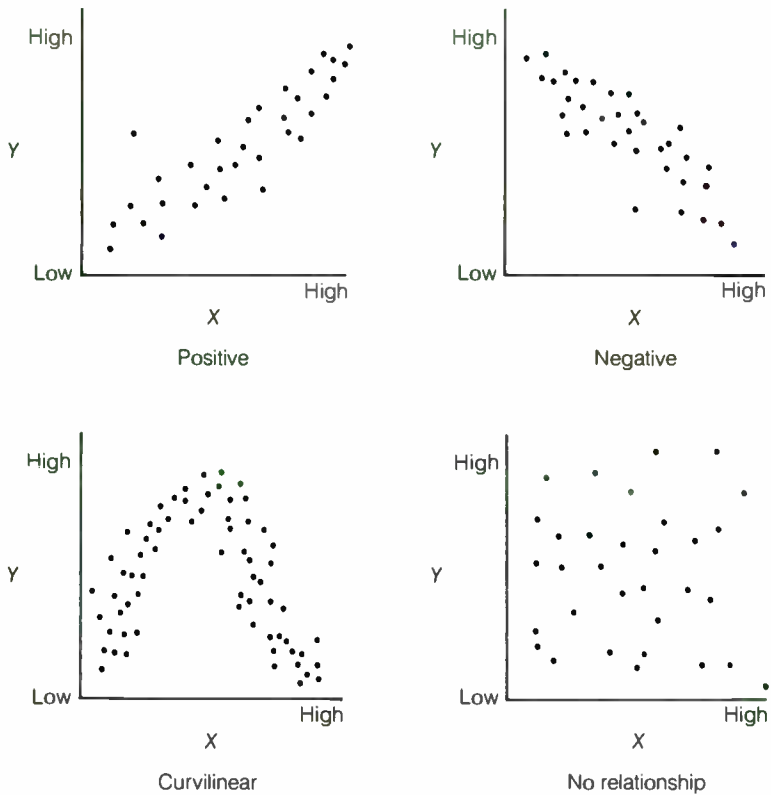 High
Y
Low
High
X
Positive
High
Y
Low
High
X
Negative
High
Y
Low
High
X
Curvilinear
High
Y
Low
High
X
No relationship